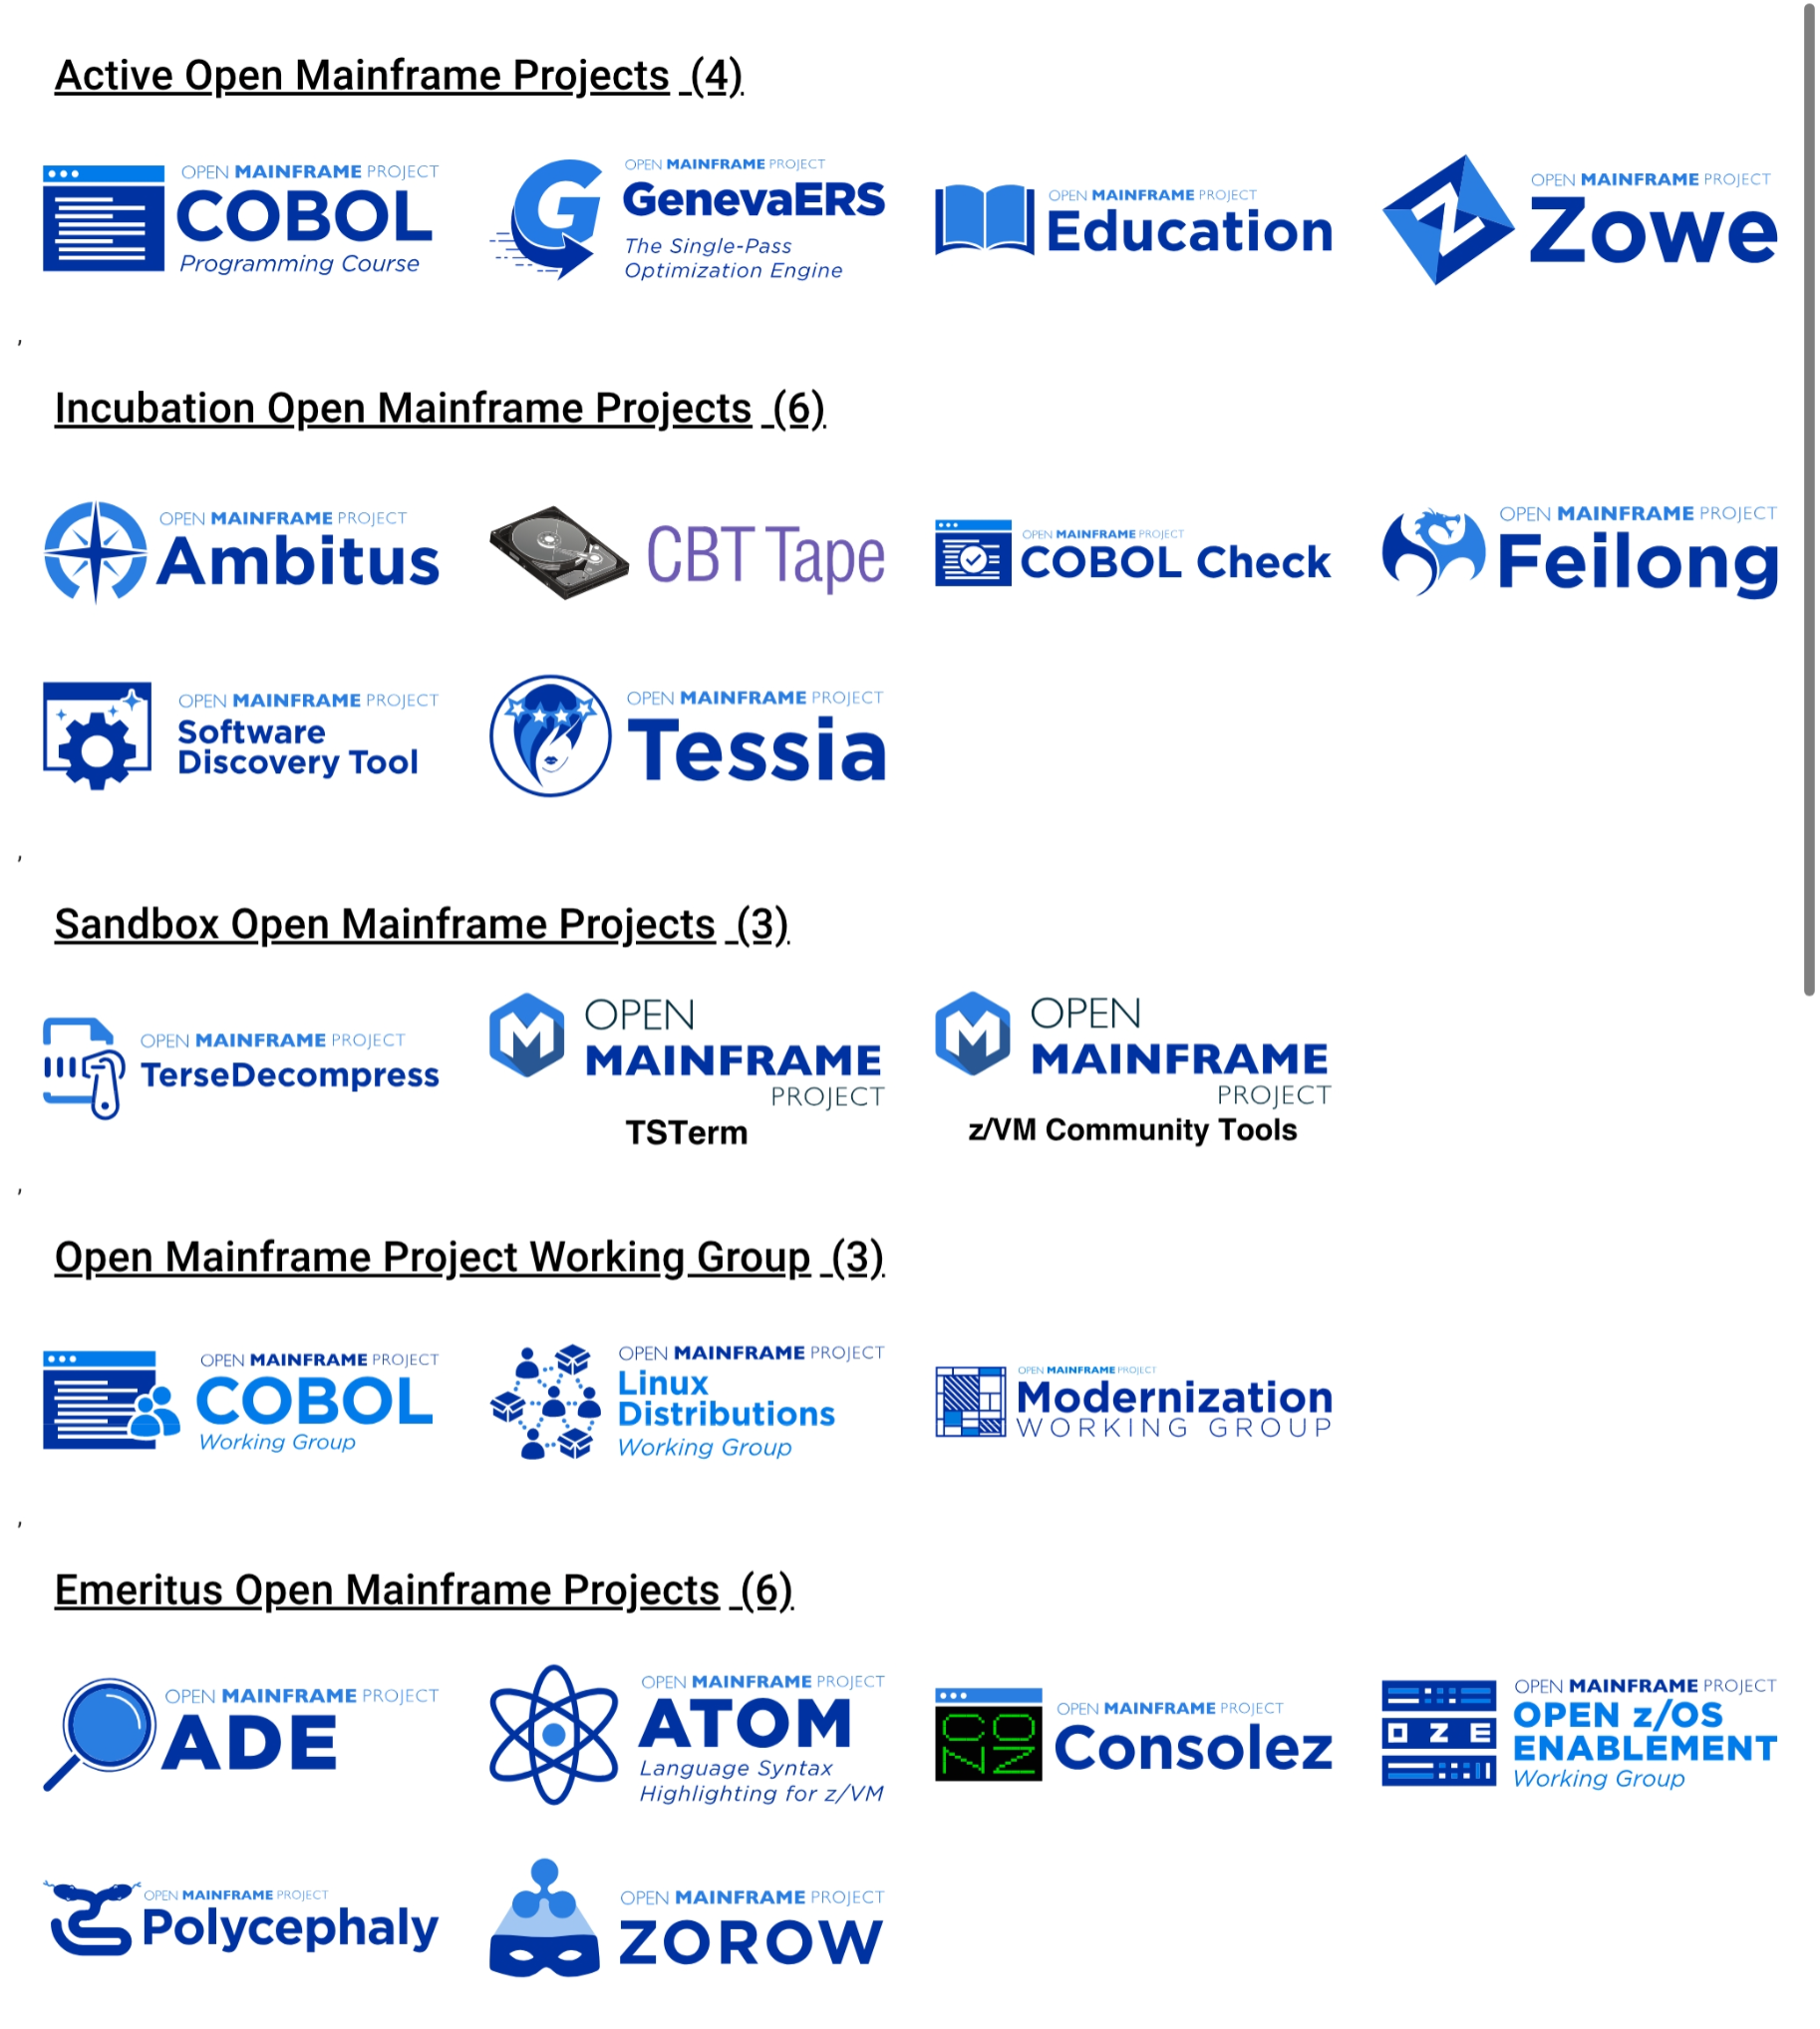 Active Open Mainframe Projects (4)
OPEN MAINFRAME PROJECT
COBOL
Programming Course
OPEN MAINFRAME PROJECT
GenevaERS
The Single-Pass
Optimization Engine
OPEN MAINFRAME PROJECT
Education
OPEN MAINFRAME PROJECT
Zowe
,
Incubation Open Mainframe Projects (6)
OPEN MAINFRAME PROJECT
Ambitus
CBT Tape
OPEN MAINFRAME PROJECT
COBOL Check
OPEN MAINFRAME PROJECT
Feilong
OPEN MAINFRAME PROJECT
Software
Discovery Tool
OPEN MAINFRAME PROJECT
Tessia
,
Sandbox Open Mainframe Projects (3)
OPEN MAINFRAME PROJECT
TerseDecompress
OPEN
MAINFRAME
PROJECT
TSTerm
OPEN
MAINFRAME
PROJECT
z/VM Community Tools
,
Open Mainframe Project Working Group (3)
OPEN MAINFRAME PROJECT
COBOL
Working Group
OPEN MAINFRAME PROJECT
Linux
Distributions
Working Group
OPEN MAINFRAME PROJECT
Modernization
WORKING GROUP
,
Emeritus Open Mainframe Projects (6)
OPEN MAINFRAME PROJECT
ADE
OPEN MAINFRAME PROJECT
ATOM
Language Syntax
Highlighting for z/VM
CO
NZ
OPEN MAINFRAME PROJECT
Consolez
OZE
OPEN MAINFRAME PROJECT
OPEN z/OS
ENABLEMENT
Working Group
OPEN MAINFRAME PROJECT
Polycephaly
OPEN MAINFRAME PROJECT
ZOROW